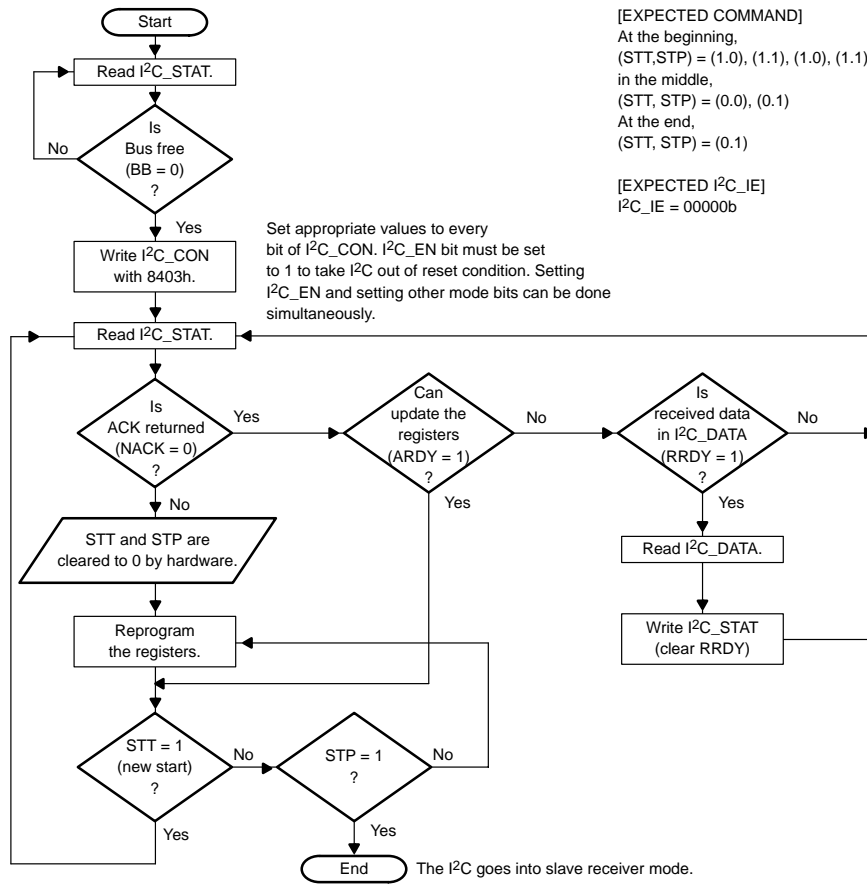 Start
Read I²C_STAT.
Is
Bus free
(BB = 0)
?
No
Yes
Write I²C_CON
with 8403h.
Set appropriate values to every
bit of I²C_CON. I²C_EN bit must be set
to 1 to take I²C out of reset condition. Setting
I²C_EN and setting other mode bits can be done
simultaneously.
[EXPECTED COMMAND]
At the beginning,
(STT,STP) = (1.0), (1.1), (1.0), (1.1)
in the middle,
(STT, STP) = (0.0), (0.1)
At the end,
(STT, STP) = (0.1)
[EXPECTED I²C_IE]
I²C_IE = 00000b
Read I²C_STAT.
Is
ACK returned
(NACK = 0)
?
Yes
No
Can
update the
registers
(ARDY = 1)
?
No
Yes
Is
received data
in I²C_DATA
(RRDY = 1)
?
No
Yes
STT and STP are
cleared to 0 by hardware.
Read I²C_DATA.
Reprogram
the registers.
Write I²C_STAT
(clear RRDY)
STT = 1
(new start)
?
No
Yes
STP = 1
?
No
Yes
End
The I²C goes into slave receiver mode.